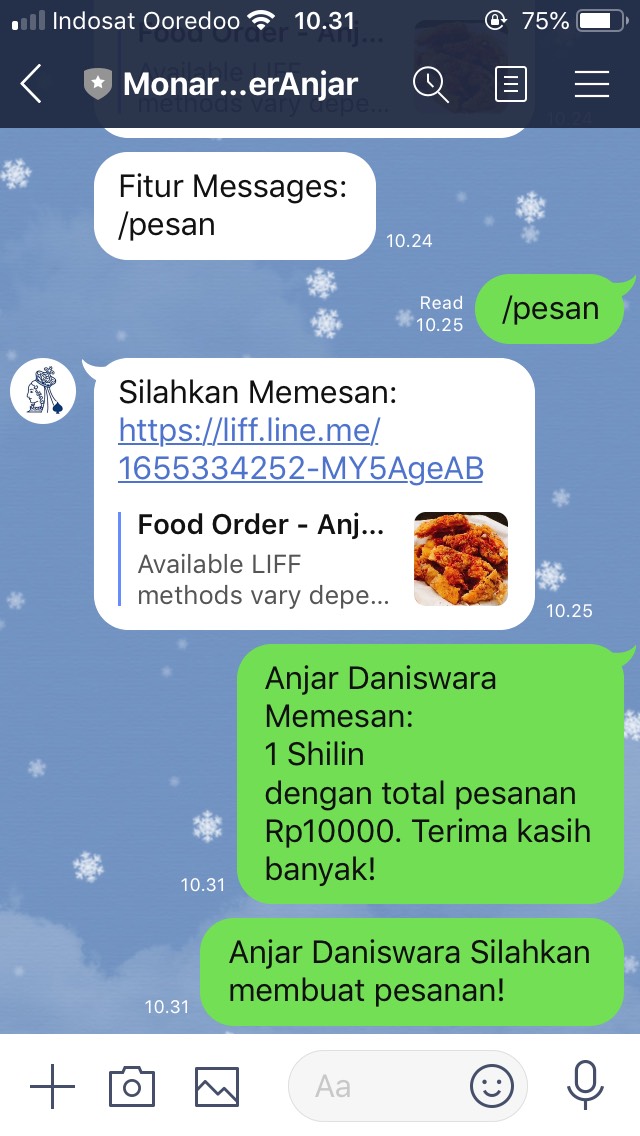 Indosat Ooredoo 10.31 75%
Food Order - Anj...
Available LIFF
Monar...erAnjar
methods vary depe...
10.24
Fitur Messages:
/pesan
10.24
Read
10.25
/pesan
Silahkan Memesan:
https://liff.line.me/
1655334252-MY5AgeAB
Food Order - Anj...
Available LIFF
methods vary depe...
10.25
Anjar Daniswara
Memesan:
1 Shilin
dengan total pesanan
Rp10000. Terima kasih
banyak!
10.31
Anjar Daniswara Silahkan
membuat pesanan!
10.31
Aa